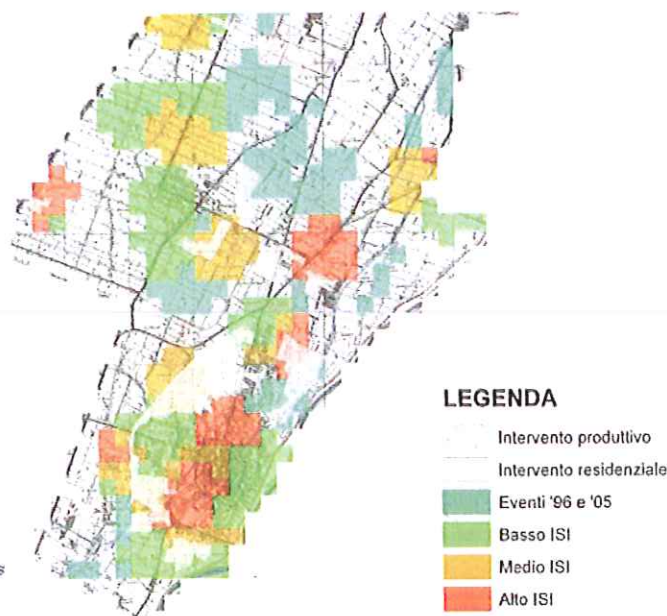 LEGENDA
Intervento produttivo
Intervento residenziale
Eventi '96 e '05
Basso ISI
Medio ISI
Alto ISI